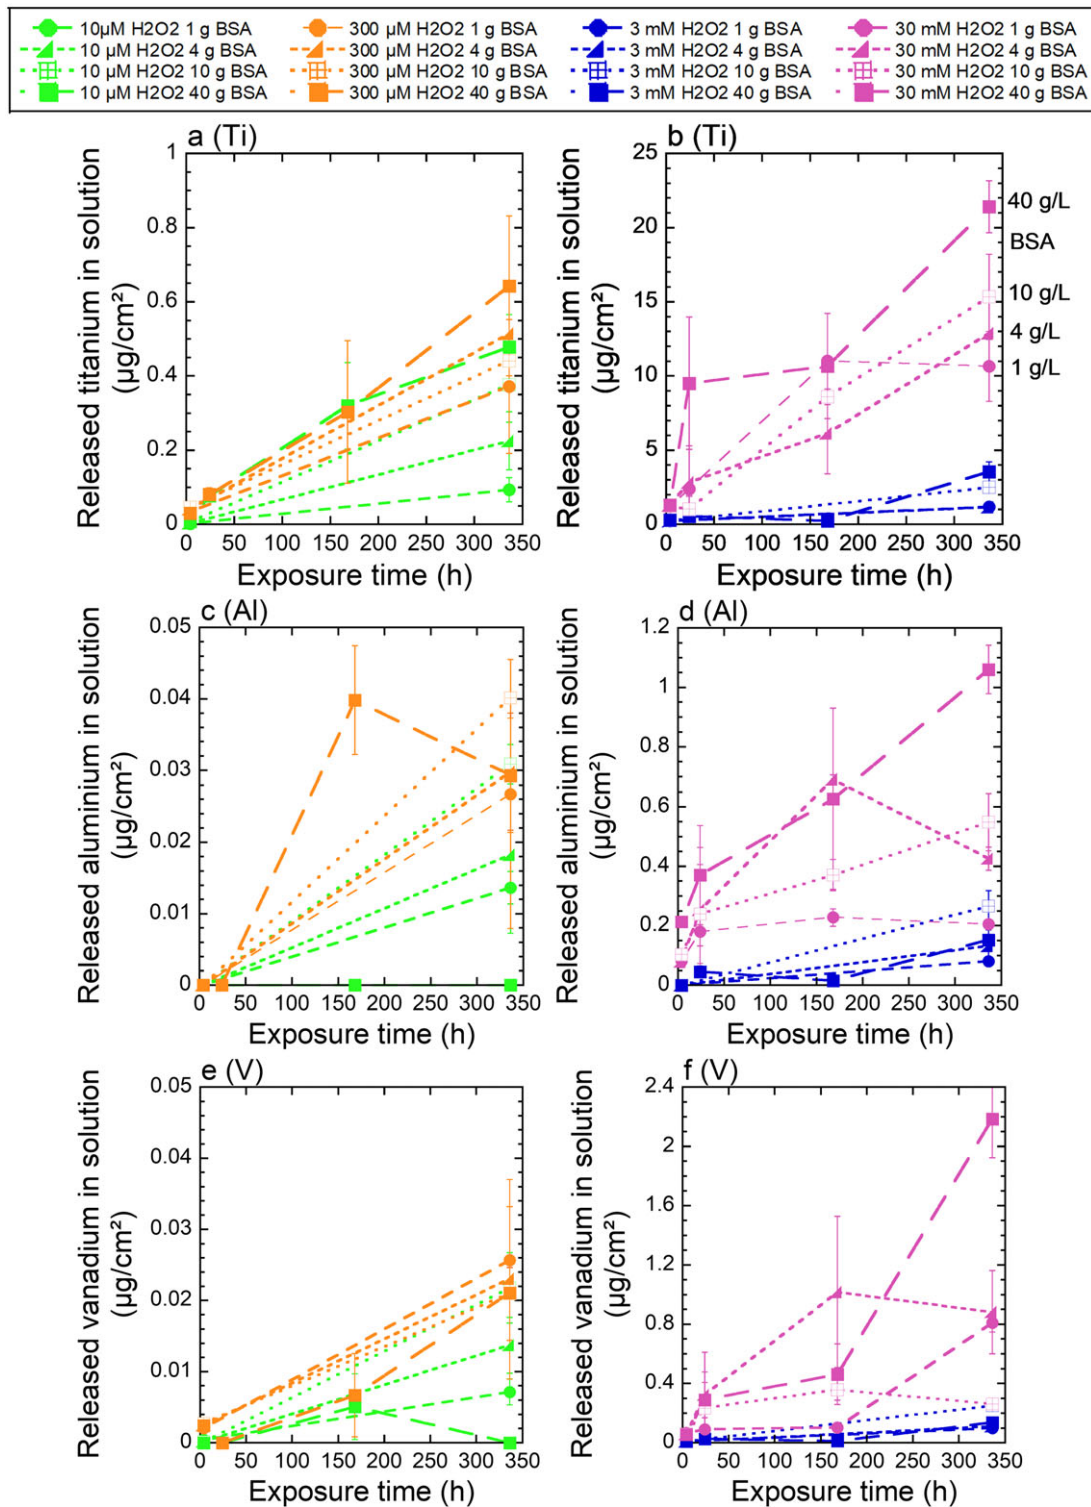 10µM H2O2 1 g BSA 300 µM H2O2 1 g BSA 3 mM H2O2 1 g BSA 30 mM H2O2 1 g BSA
10 µM H2O2 4 g BSA 300 µM H2O2 4 g BSA 3 mM H2O2 4 g BSA 30 mM H2O2 4 g BSA
10 µM H2O2 10 g BSA 300 µM H2O2 10 g BSA 3 mM H2O2 10 g BSA 30 mM H2O2 10 g BSA
10 µM H2O2 40 g BSA 300 µM H2O2 40 g BSA 3 mM H2O2 40 g BSA 30 mM H2O2 40 g BSA
a (Ti)
Released titanium in solution
(µg/cm²)
1
0.8
0.6
0.4
0.2
0
0 50 100 150 200 250 300 350
Exposure time (h)
b (Ti)
Released titanium in solution
(µg/cm²)
25
20
15
10
5
0
0 50 100 150 200 250 300 350
Exposure time (h)
40 g/L
BSA
10 g/L
4 g/L
1 g/L
c (Al)
Released aluminium in solution
(µg/cm²)
0.05
0.04
0.03
0.02
0.01
0
0 50 100 150 200 250 300 350
Exposure time (h)
d (Al)
Released aluminium in solution
(µg/cm²)
1.2
1
0.8
0.6
0.4
0.2
0
0 50 100 150 200 250 300 350
Exposure time (h)
e (V)
Released vanadium in solution
(µg/cm²)
0.05
0.04
0.03
0.02
0.01
0
0 50 100 150 200 250 300 350
Exposure time (h)
f (V)
Released vanadium in solution
(µg/cm²)
2.4
2
1.6
1.2
0.8
0.4
0
0 50 100 150 200 250 300 350
Exposure time (h)